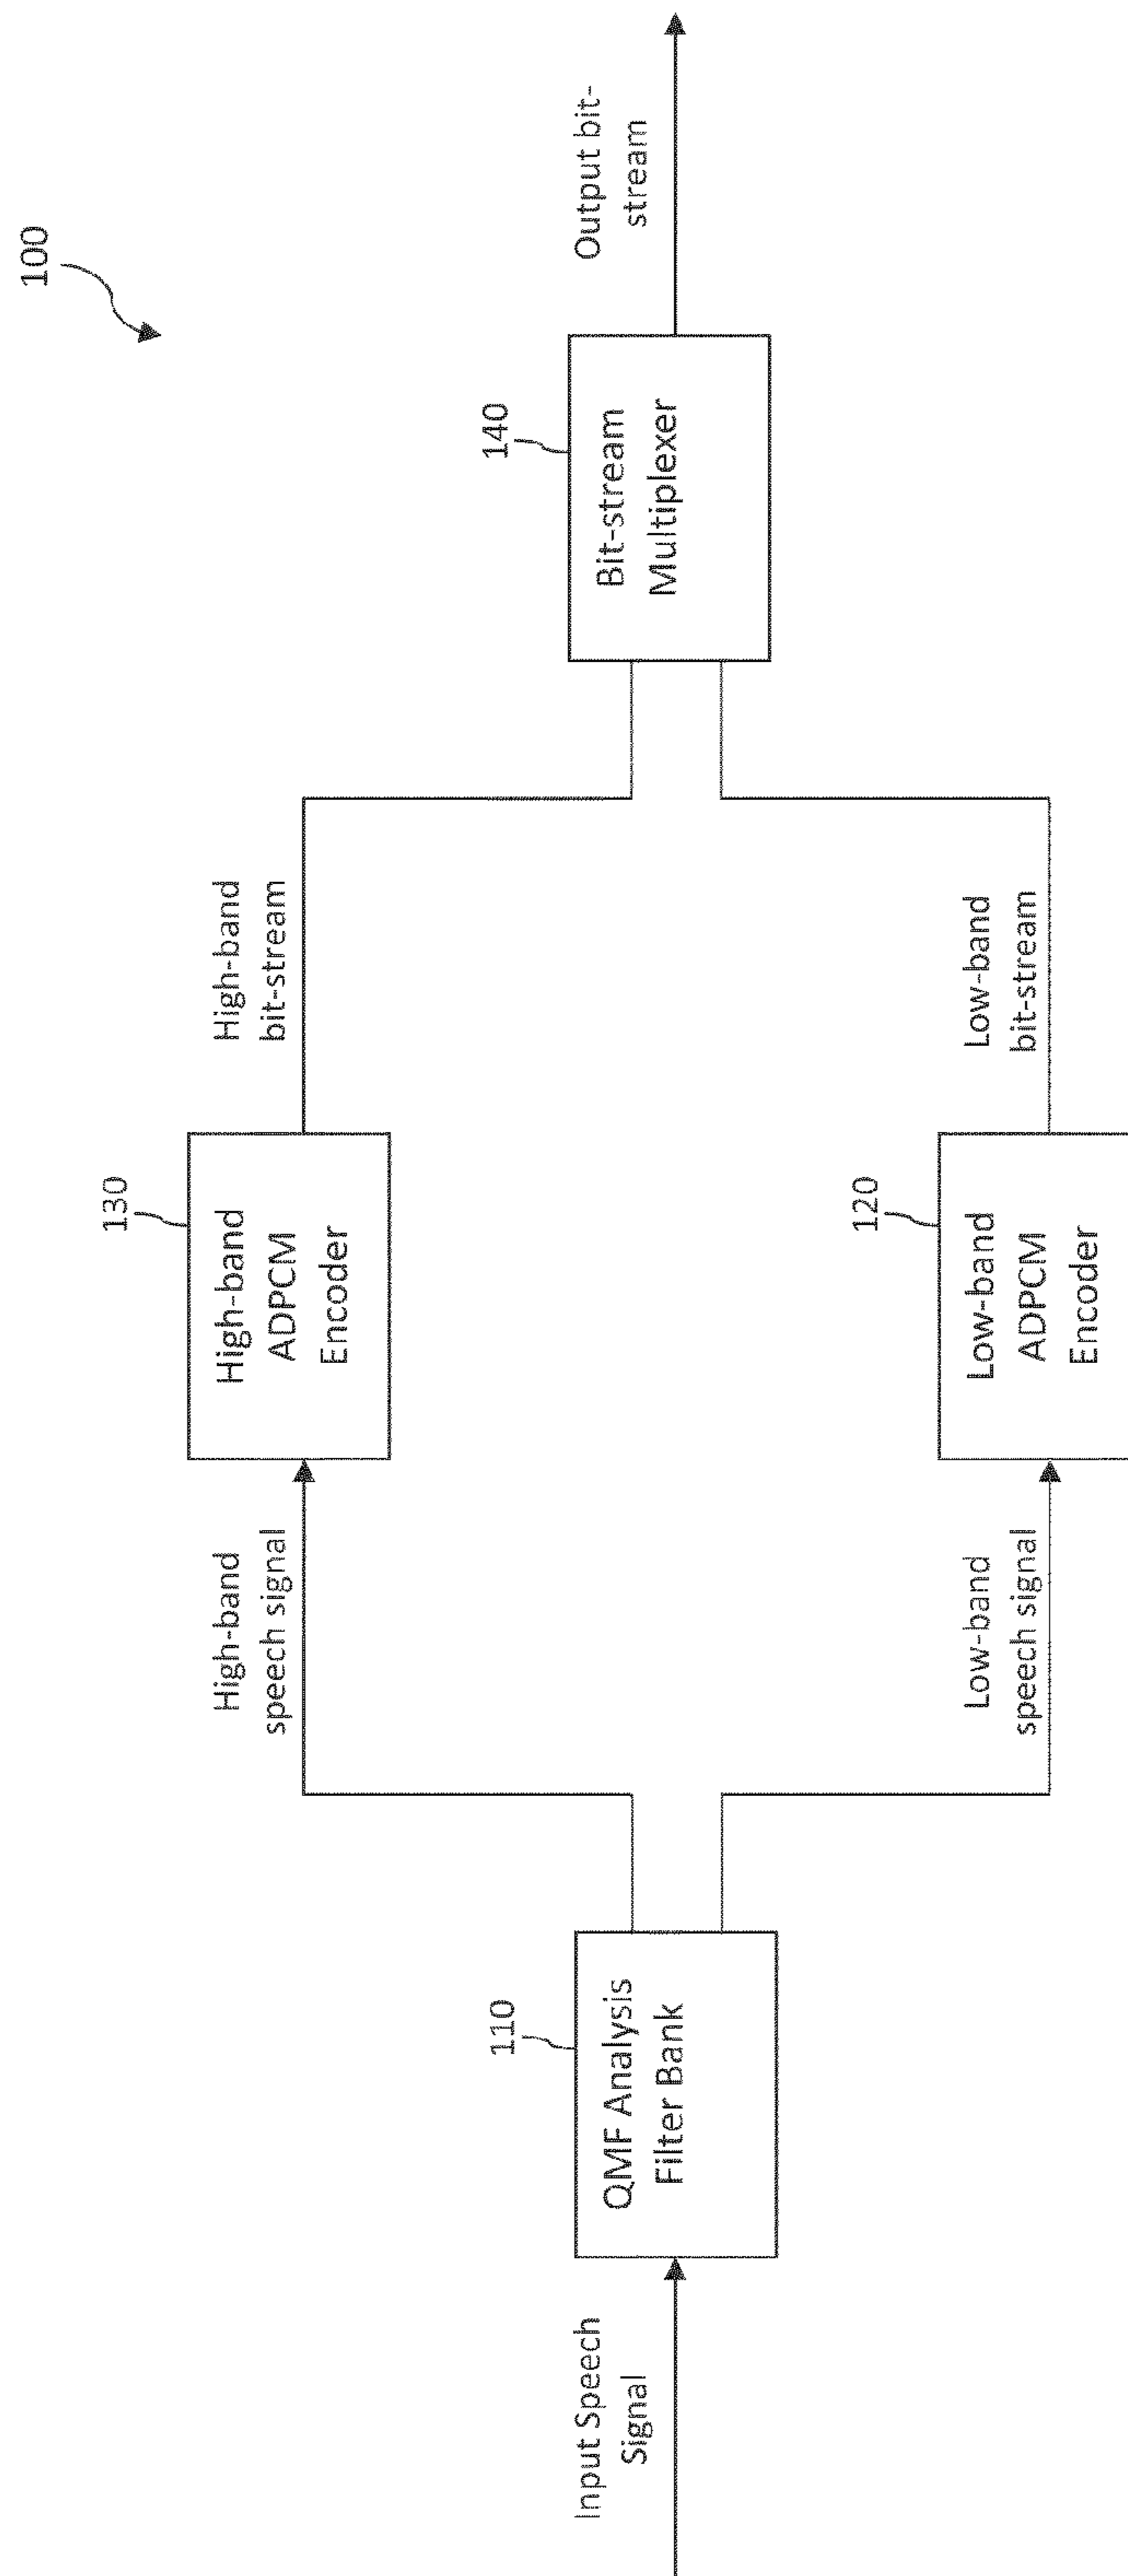 100
Input Speech
Signal
110
QMF Analysis
Filter Bank
High-band
speech signal
130
High-band
ADPCM
Encoder
High-band
bit-stream
Low-band
speech signal
120
Low-band
ADPCM
Encoder
Low-band
bit-stream
140
Bit-stream
Multiplexer
Output bit-
stream